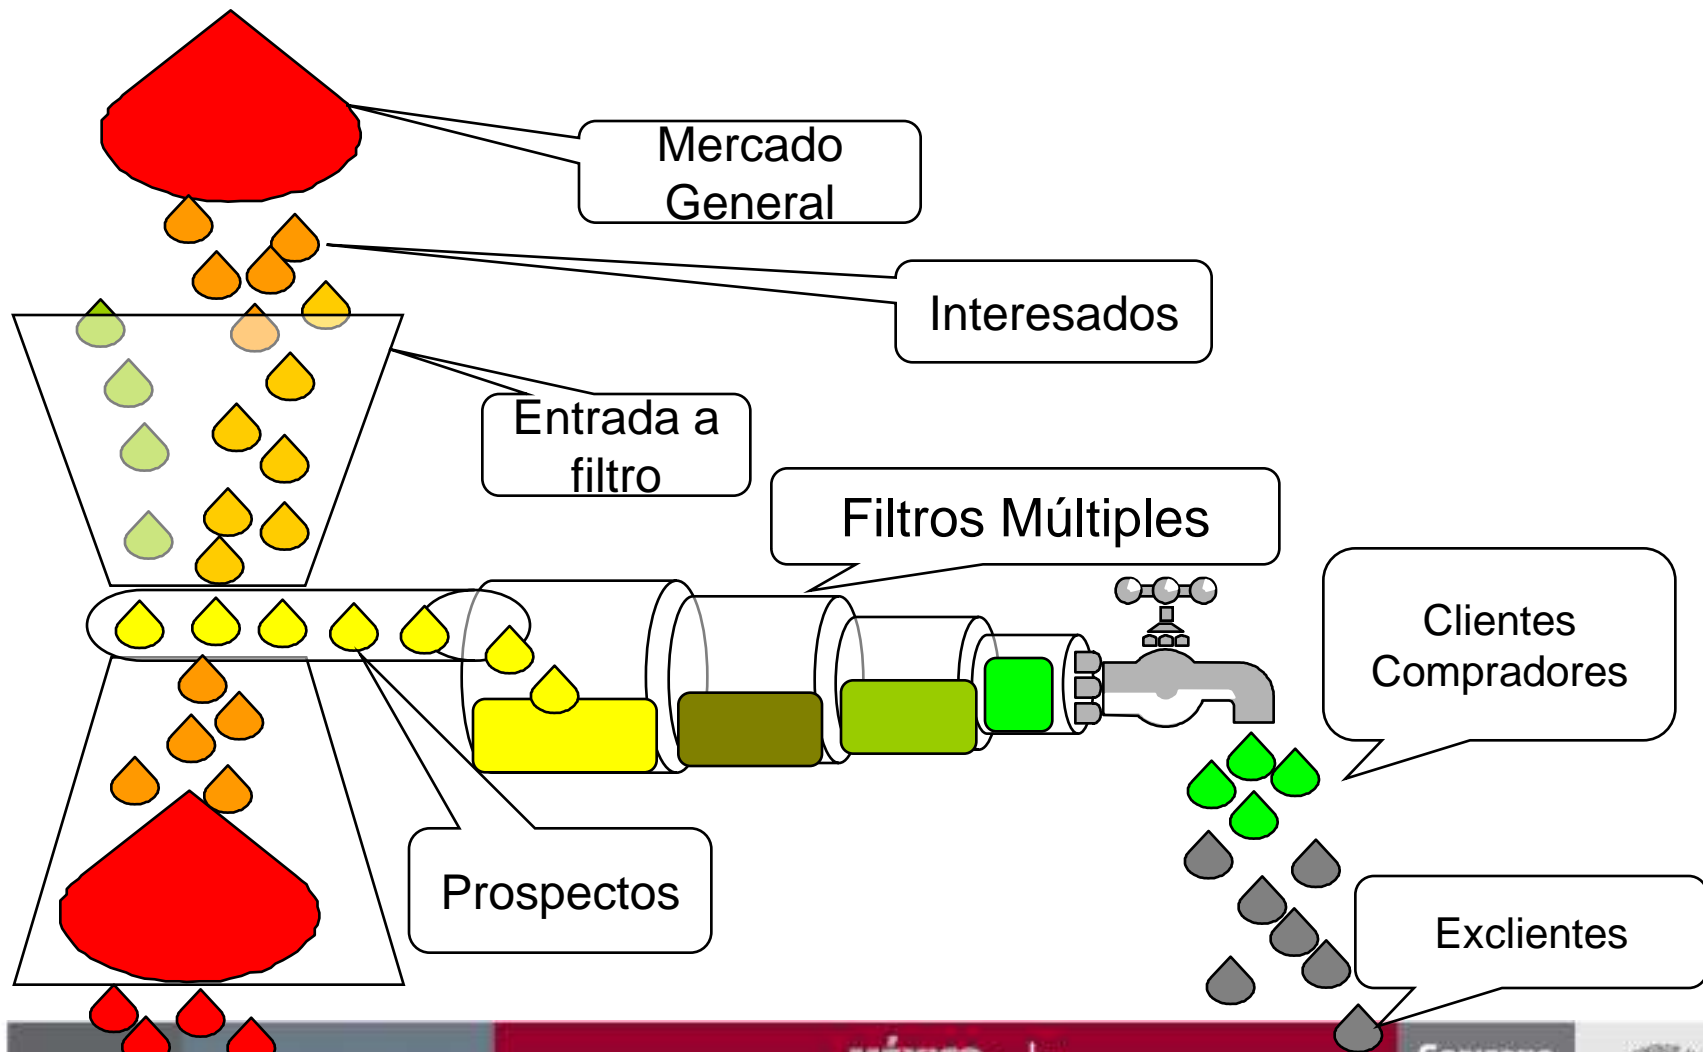 Mercado
General
Interesados
Entrada a
filtro
Filtros Múltiples
Clientes
Compradores
Prospectos
Exclientes